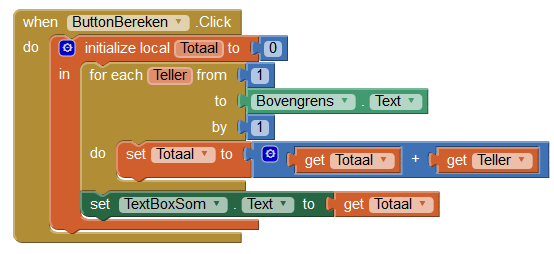 when ButtonBereken .Click
do initialize local Totaal to 0
in for each Teller from 1
to Bovengrens . Text
by 1
do set Totaal to get Totaal + get Teller
set TextBoxSom . Text to get Totaal